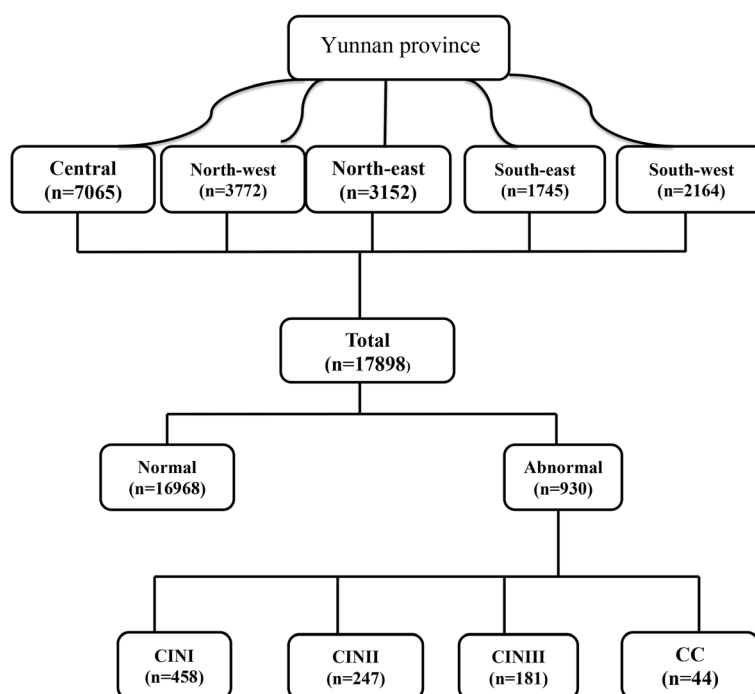 Yunnan province
Central
(n=7065)
North-west
(n=3772)
North-east
(n=3152)
South-east
(n=1745)
South-west
(n=2164)
Total
(n=17898)
Normal
(n=16968)
Abnormal
(n=930)
CINI
(n=458)
CINII
(n=247)
CINIII
(n=181)
CC
(n=44)